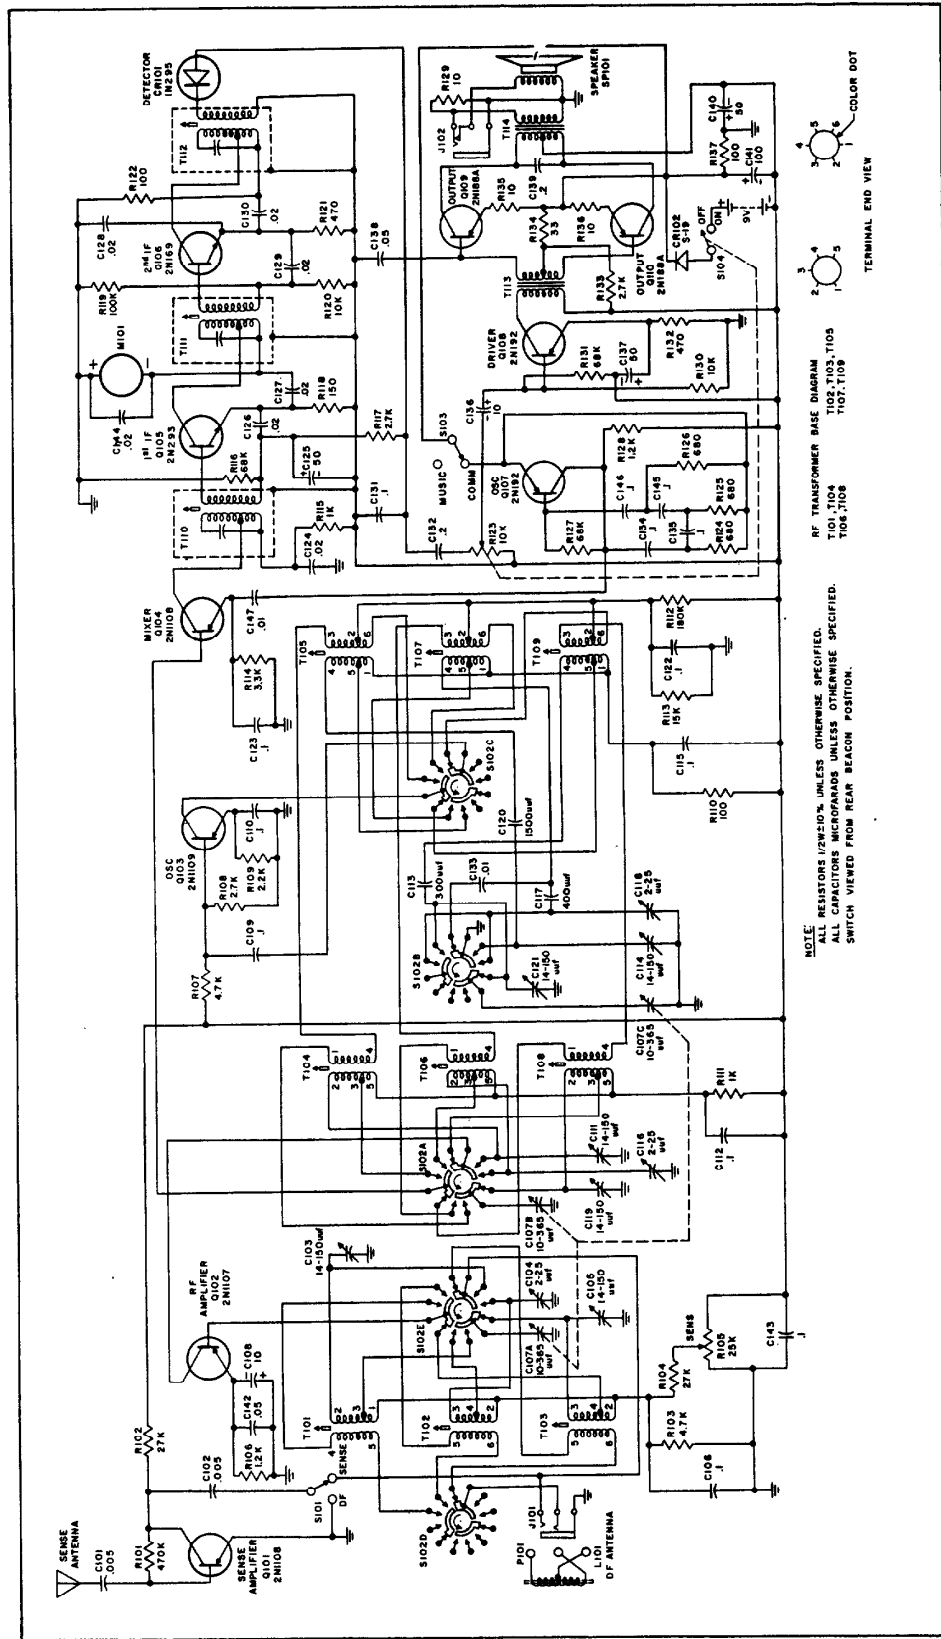 SENSE
ANTENNA
C101
.005
R101
470K
SENSE
AMPLIFIER
Q101
2N1108
R102
27K
C102
.005
S101
DF
SENSE
RF
AMPLIFIER
Q102
2N1107
R106
1.2K
C142
.05
C108
10
T101
T102
T103
S102D
S102E
P101
J101
L101
DF ANTENNA
C103
14-150uuf
C107A
10-365
uuf
C104
2-25
uuf
C105
14-150
uuf
C106
.1
R103
4.7K
R104
27K
SENS
R105
25K
C143
.1
S102A
C107B
10-365
uuf
C119
14-150
uuf
C111
14-150
uuf
C116
2-25
uuf
T104
T106
T108
C112
.1
R111
1K
R107
4.7K
C109
.1
OSC
Q103
2N1109
R108
2.7K
R109
2.2K
C110
.1
S102B
S102C
C121
14-150
uuf
C107C
10-365
uuf
C114
14-150
uuf
C118
2-25
uuf
C113
300uuf
C133
.01
C117
400uuf
C120
1500uuf
R110
100
C115
.1
T105
T107
T109
R113
15K
C122
.1
R112
180K
MIXER
Q104
2N1108
C123
.1
R114
3.3K
C147
.01
T110
C124
.02
R115
1K
R116
68K
1st IF
Q105
2N293
C144
.02
M101
C125
50
C126
.02
C127
.02
R118
150
R117
2.7K
C131
.1
C132
.2
R123
10K
T111
R119
100K
R120
10K
2nd IF
Q106
2N169
C128
.02
C129
.02
R121
470
C130
.02
R122
100
T112
DETECTOR
CR101
1N295
C138
.05
MUSIC
COMM
S103
OSC
Q107
2N192
R127
68K
C134
.1
C146
.1
C135
.1
C145
.1
R124
680
R125
680
R126
680
R128
1.2K
C136
10
DRIVER
Q108
2N192
R131
68K
C137
50
R132
470
R130
10K
T113
R133
2.7K
R134
33
R135
10
R136
10
OUTPUT
Q109
2N188A
OUTPUT
Q110
2N188A
C139
.2
T114
J102
R129
10
SPEAKER
SP101
CR102
S-19
S104
OFF
ON
9V
C141
100
R137
100
C140
50
NOTE:
ALL RESISTORS 1/2W±10% UNLESS OTHERWISE SPECIFIED.
ALL CAPACITORS MICROFARADS UNLESS OTHERWISE SPECIFIED.
SWITCH VIEWED FROM REAR BEACON POSITION.
RF TRANSFORMER BASE DIAGRAM
T101,T104
T106,T108
T102,T103,T105
T107,T109
TERMINAL END VIEW
COLOR DOT